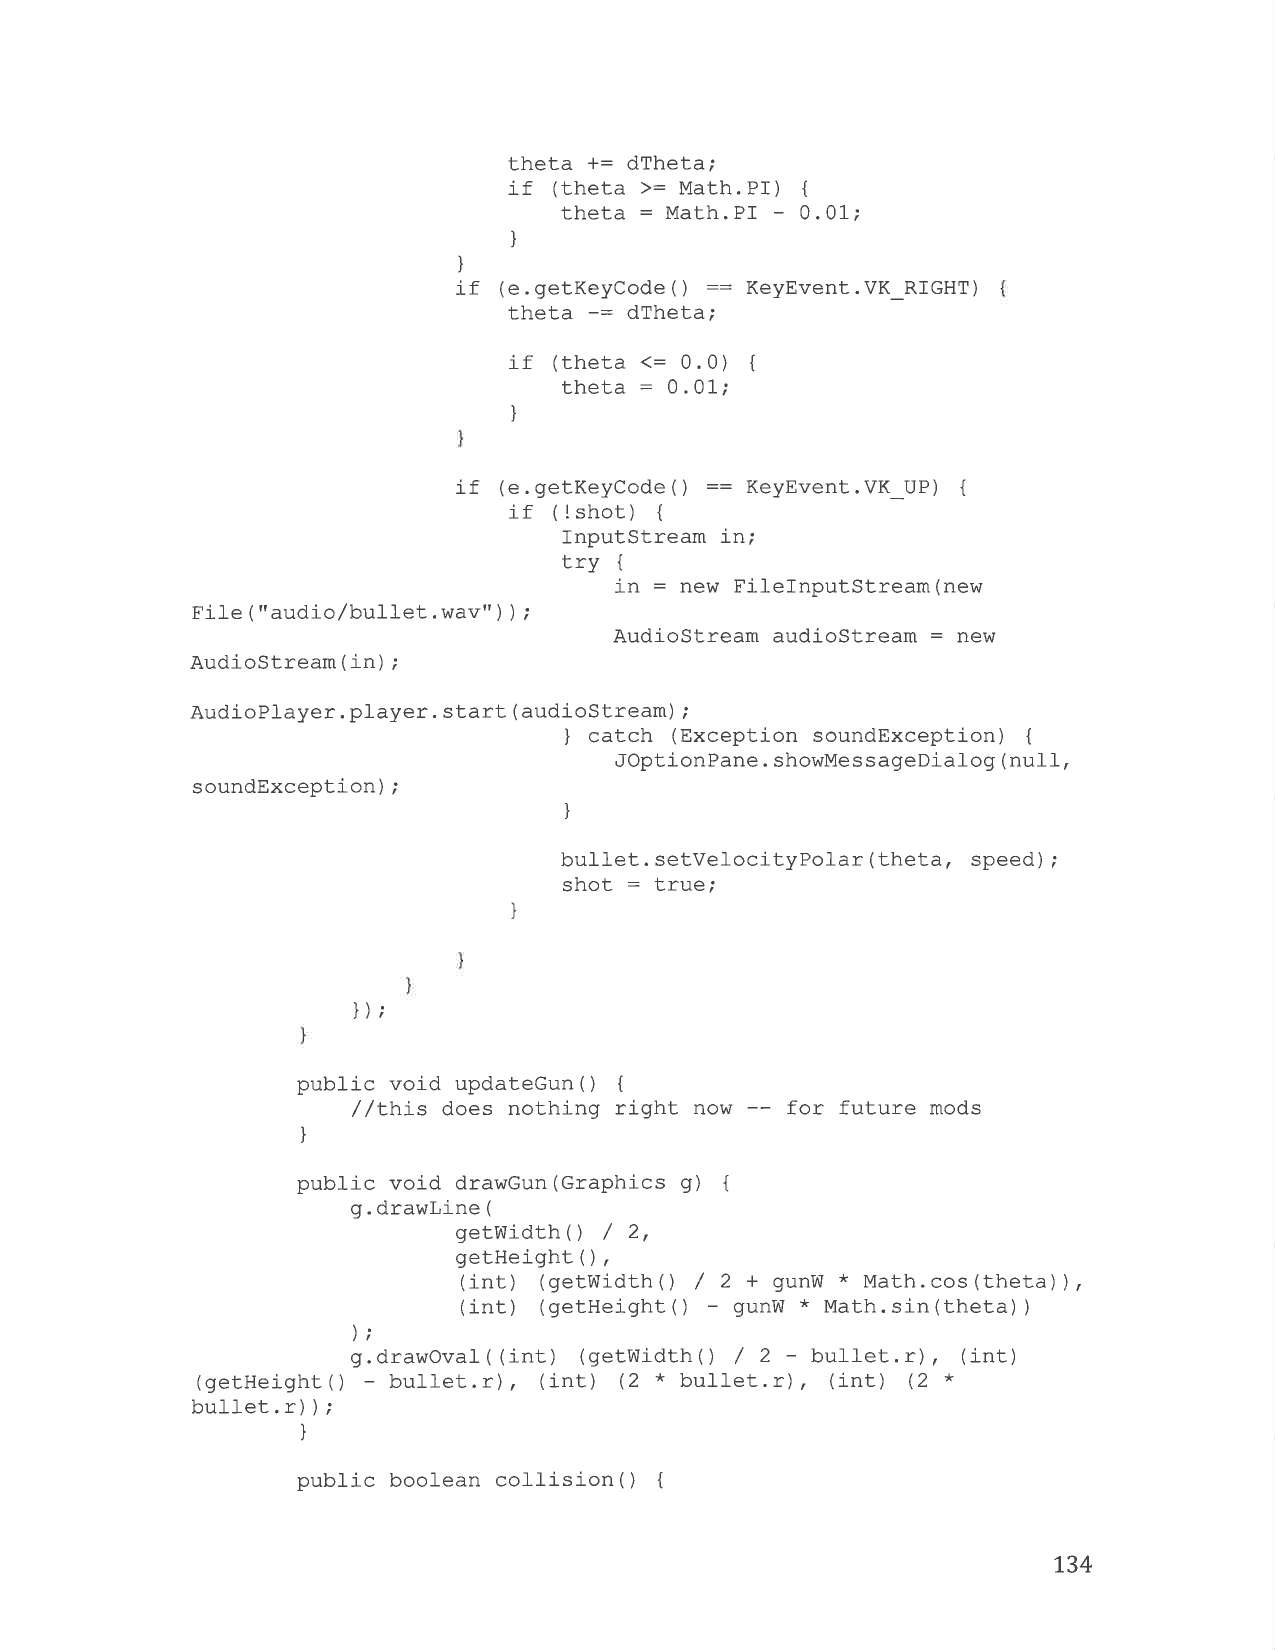 theta += dTheta;
if (theta >= Math.PI) {
theta = Math.PI - 0.01;
}
}
if (e.getKeyCode() == KeyEvent.VK_RIGHT) {
theta -= dTheta;
if (theta <= 0.0) {
theta = 0.01;
}
}
if (e.getKeyCode() == KeyEvent.VK_UP) {
if (!shot) {
InputStream in;
try {
in = new FileInputStream(new
File("audio/bullet.wav"));
AudioStream audioStream = new
AudioStream(in);
AudioPlayer.player.start(audioStream);
} catch (Exception soundException) {
JOptionPane.showMessageDialog(null,
soundException);
}
bullet.setVelocityPolar(theta, speed);
shot = true;
}
}
}
});
}
public void updateGun() {
//this does nothing right now -- for future mods
}
public void drawGun(Graphics g) {
g.drawLine(
getWidth() / 2,
getHeight(),
(int) (getWidth() / 2 + gunW * Math.cos(theta)),
(int) (getHeight() - gunW * Math.sin(theta))
);
g.drawOval((int) (getWidth() / 2 - bullet.r), (int)
(getHeight() - bullet.r), (int) (2 * bullet.r), (int) (2 *
bullet.r));
}
public boolean collision() {
134